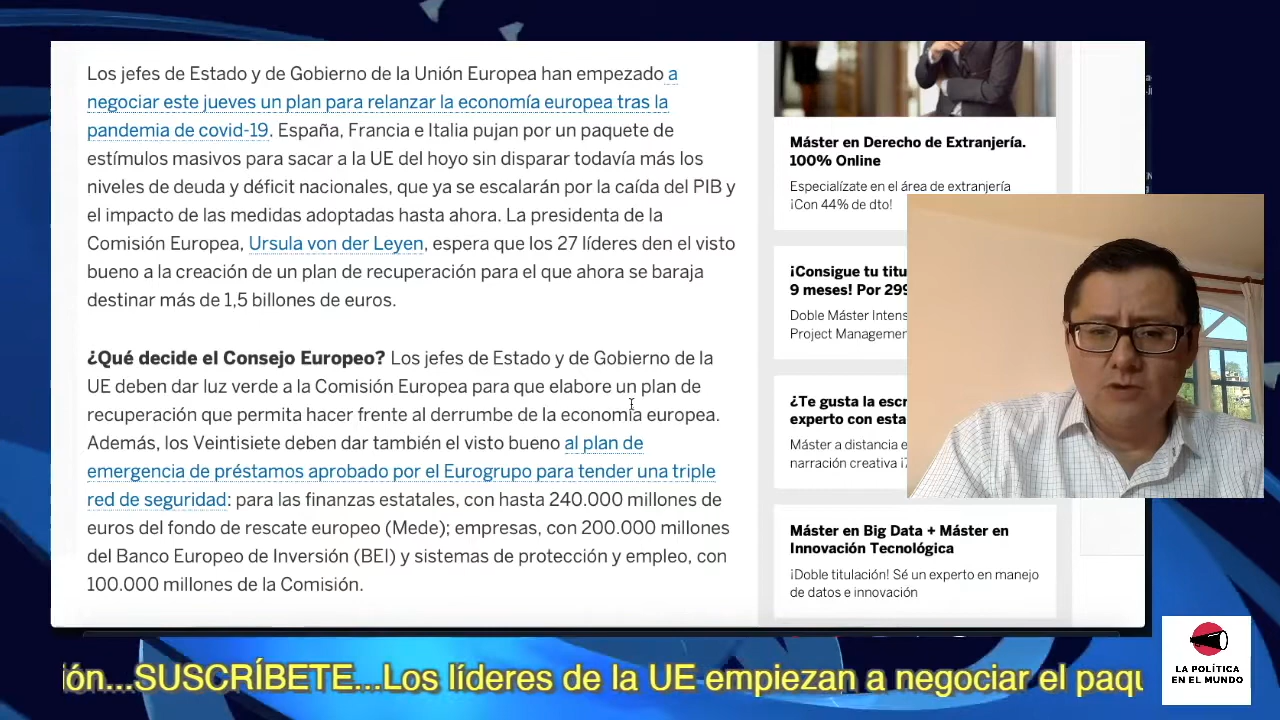 Los jefes de Estado y de Gobierno de la Unión Europea han empezado a
negociar este jueves un plan para relanzar la economía europea tras la
pandemia de covid-19. España, Francia e Italia pujan por un paquete de
estímulos masivos para sacar a la UE del hoyo sin disparar todavía más los
niveles de deuda y déficit nacionales, que ya se escalarán por la caída del PIB y
el impacto de las medidas adoptadas hasta ahora. La presidenta de la
Comisión Europea, Ursula von der Leyen, espera que los 27 líderes den el visto
bueno a la creación de un plan de recuperación para el que ahora se baraja
destinar más de 1,5 billones de euros.
¿Qué decide el Consejo Europeo? Los jefes de Estado y de Gobierno de la
UE deben dar luz verde a la Comisión Europea para que elabore un plan de
recuperación que permita hacer frente al derrumbe de la economía europea.
Además, los Veintisiete deben dar también el visto bueno al plan de
emergencia de préstamos aprobado por el Eurogrupo para tender una triple
red de seguridad: para las finanzas estatales, con hasta 240.000 millones de
euros del fondo de rescate europeo (Mede); empresas, con 200.000 millones
del Banco Europeo de Inversión (BEI) y sistemas de protección y empleo, con
100.000 millones de la Comisión.
Máster en Derecho de Extranjería.
100% Online
Especialízate en el área de extranjería
¡Con 44% de dto!
¡Consigue tu titu
9 meses! Por 299
Doble Máster Intens
Project Managemen
¿Te gusta la escr
experto con esta
Máster a distancia e
narración creativa ¡7
Máster en Big Data + Máster en
Innovación Tecnológica
¡Doble titulación! Sé un experto en manejo
de datos e innovación
ión...SUSCRÍBETE...Los líderes de la UE empiezan a negociar el paqu
LA POLÍTICA
EN EL MUNDO